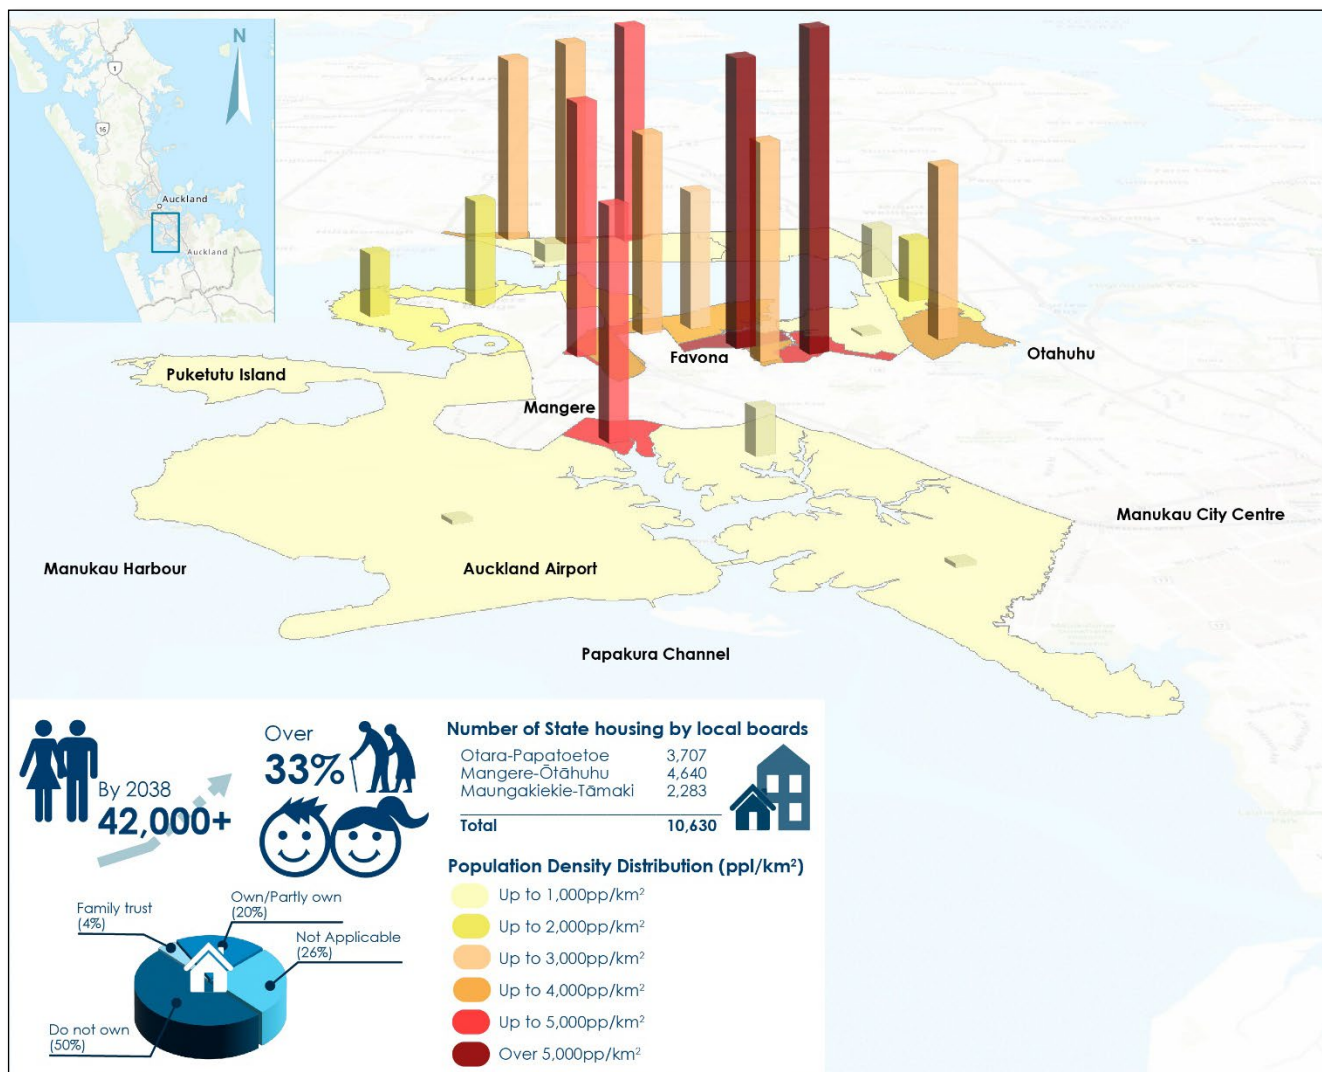 N
1
16
Auckland
Auckland
Auckland
Puketutu Island
Mangere
Favona
Otahuhu
Manukau City Centre
Manukau Harbour
Auckland Airport
Papakura Channel
By 2038
42,000+
Over
33%
Number of State housing by local boards
Otara-Papatoetoe 3,707
Mangere-Ōtāhuhu 4,640
Maungakiekie-Tāmaki 2,283
Total 10,630
Population Density Distribution (ppl/km²)
Up to 1,000pp/km²
Up to 2,000pp/km²
Up to 3,000pp/km²
Up to 4,000pp/km²
Up to 5,000pp/km²
Over 5,000pp/km²
Family trust
(4%)
Own/Partly own
(20%)
Not Applicable
(26%)
Do not own
(50%)